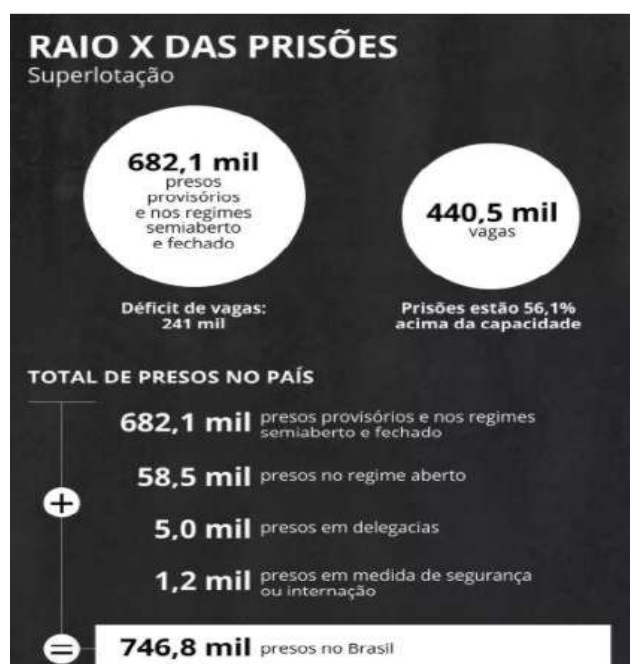 RAIO X DAS PRISÕES
Superlotação
682,1 mil
presos
provisórios
e nos regimes
semiaberto
e fechado
440,5 mil
vagas
Déficit de vagas:
241 mil
Prisões estão 56,1%
acima da capacidade
TOTAL DE PRESOS NO PAÍS
682,1 mil presos provisórios e nos regimes
semiaberto e fechado
58,5 mil presos no regime aberto
+
5,0 mil presos em delegacias
1,2 mil presos em medida de segurança
ou internação
= 746,8 mil presos no Brasil